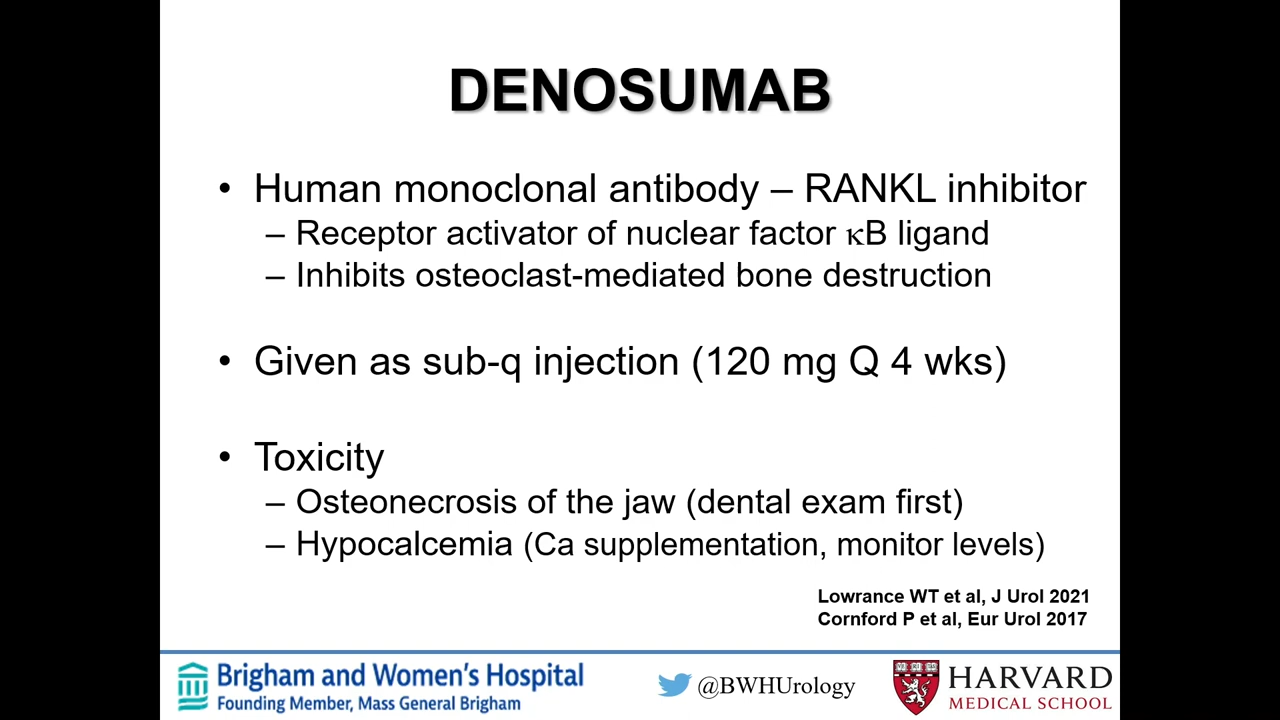 DENOSUMAB
• Human monoclonal antibody – RANKL inhibitor
– Receptor activator of nuclear factor κB ligand
– Inhibits osteoclast-mediated bone destruction
• Given as sub-q injection (120 mg Q 4 wks)
• Toxicity
– Osteonecrosis of the jaw (dental exam first)
– Hypocalcemia (Ca supplementation, monitor levels)
Lowrance WT et al, J Urol 2021
Cornford P et al, Eur Urol 2017
Brigham and Women's Hospital
Founding Member, Mass General Brigham
@BWHUrology
HARVARD
MEDICAL SCHOOL